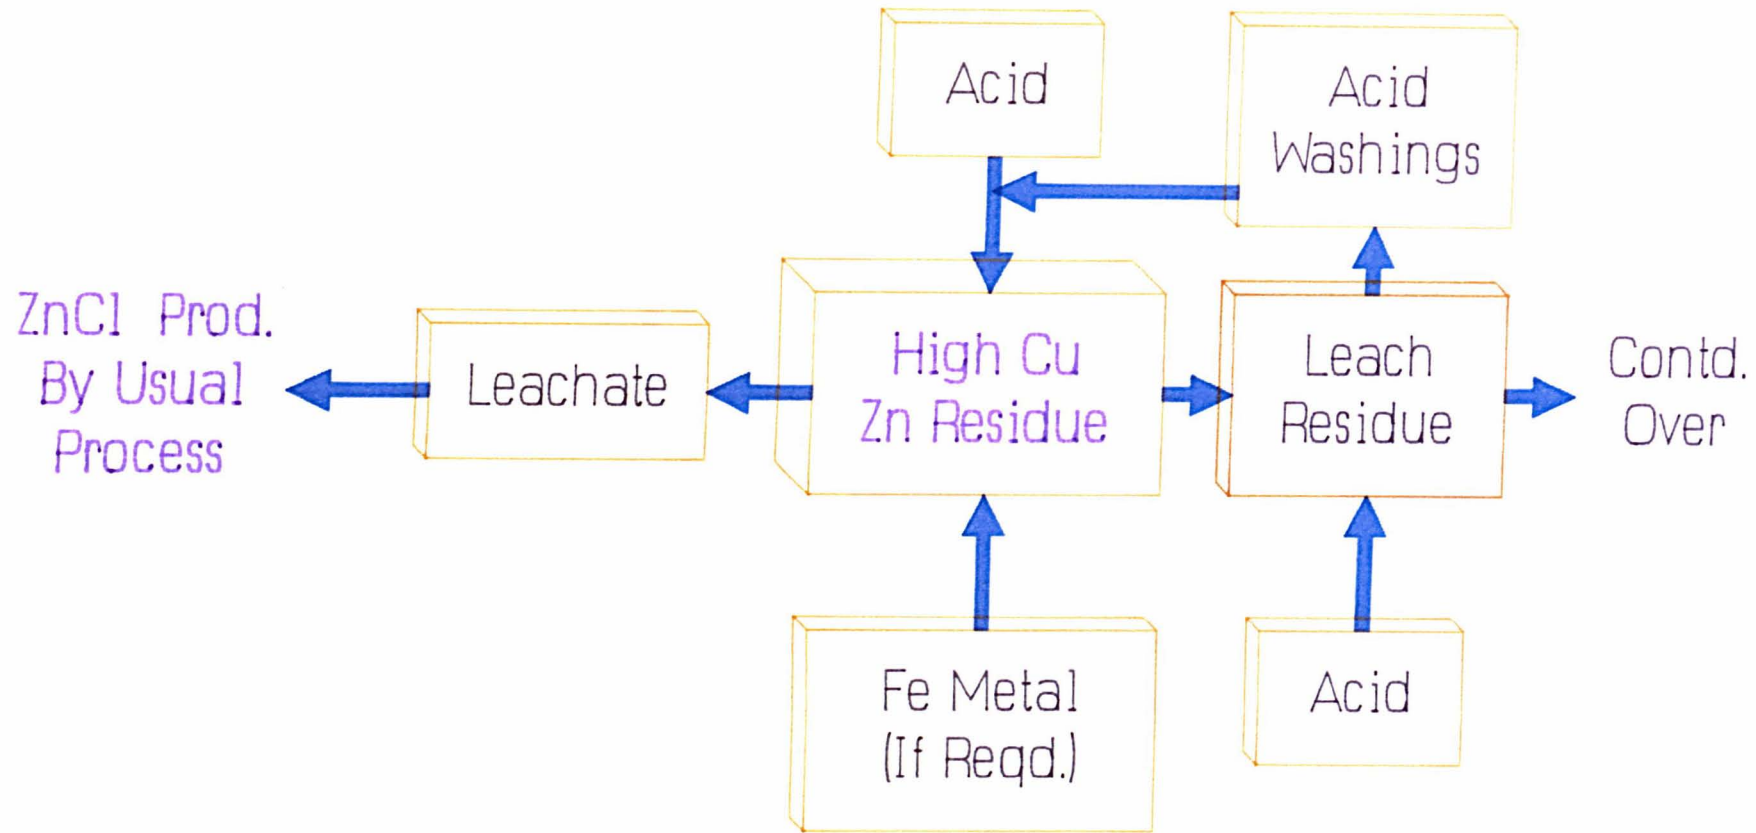 Acid
Acid
Washings
ZnCl Prod.
By Usual
Process
Leachate
High Cu
Zn Residue
Leach
Residue
Contd.
Over
Fe Metal
(If Reqd.)
Acid